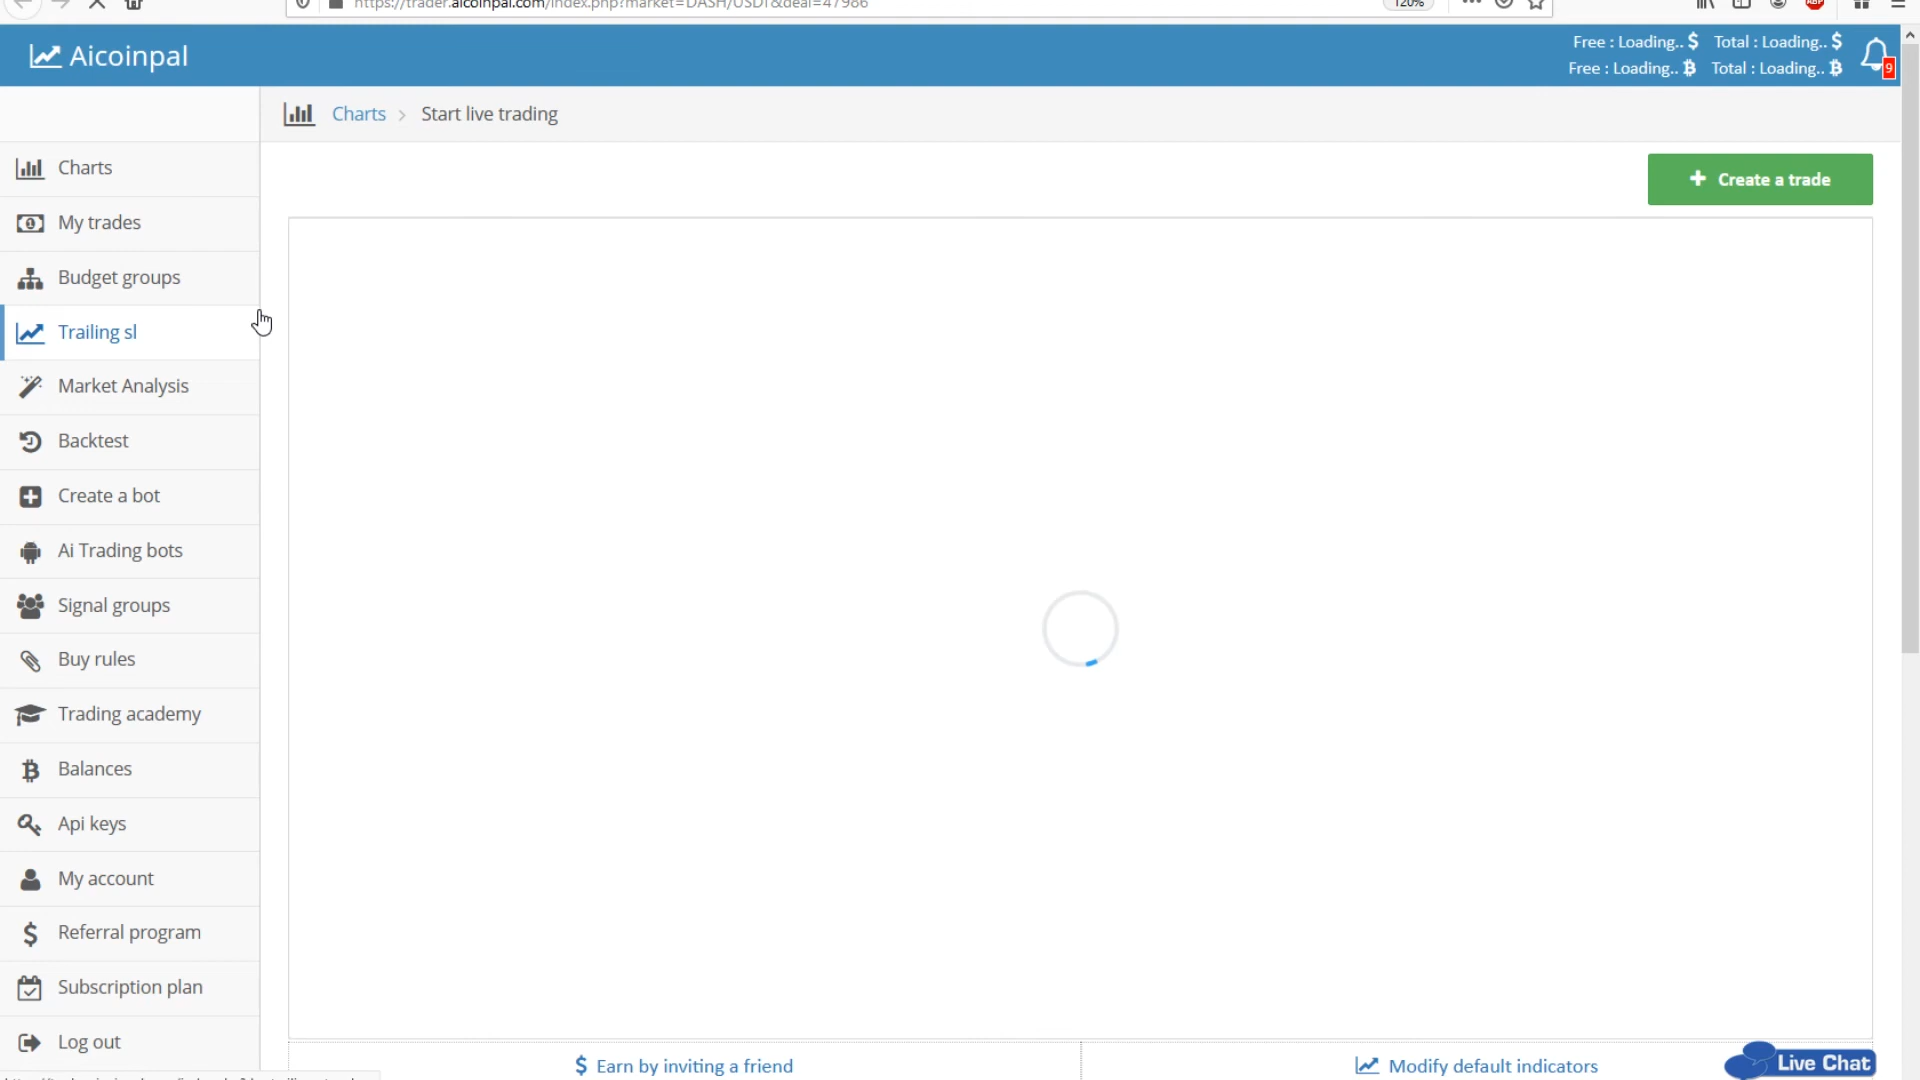 https://trader.aicoinpal.com/index.php?market=DASH/USDT&deal=47986
120%
ABP
Aicoinpal
Free : Loading.. $ Total : Loading.. $
Free : Loading.. ₿ Total : Loading.. ₿
9
Charts > Start live trading
+ Create a trade
Charts
My trades
Budget groups
Trailing sl
Market Analysis
Backtest
Create a bot
Ai Trading bots
Signal groups
Buy rules
Trading academy
Balances
Api keys
My account
Referral program
Subscription plan
Log out
$ Earn by inviting a friend
Modify default indicators
Live Chat